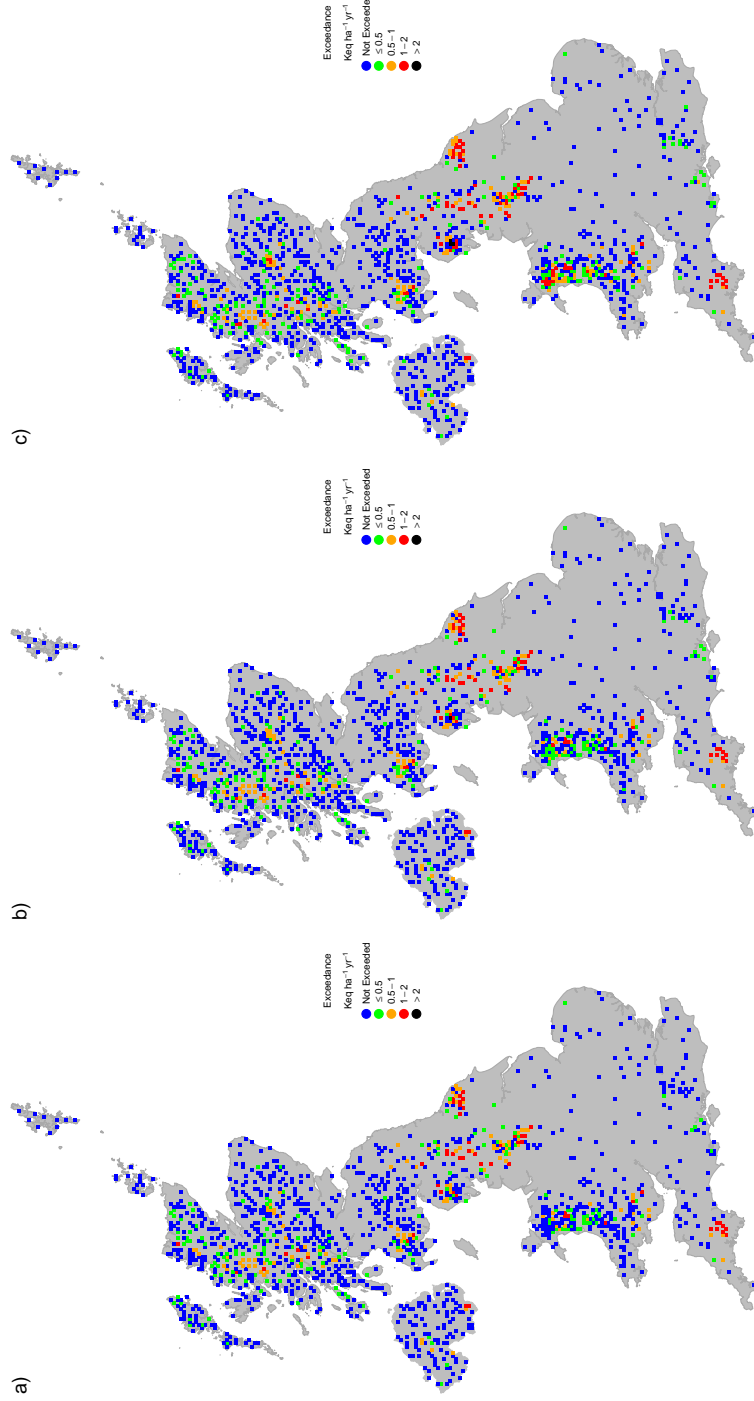 a)
Exceedance
Keq ha⁻¹ yr⁻¹
Not Exceeded
≤ 0.5
0.5 – 1
1 – 2
> 2
b)
Exceedance
Keq ha⁻¹ yr⁻¹
Not Exceeded
≤ 0.5
0.5 – 1
1 – 2
> 2
c)
Exceedance
Keq ha⁻¹ yr⁻¹
Not Exceeded
≤ 0.5
0.5 – 1
1 – 2
> 2